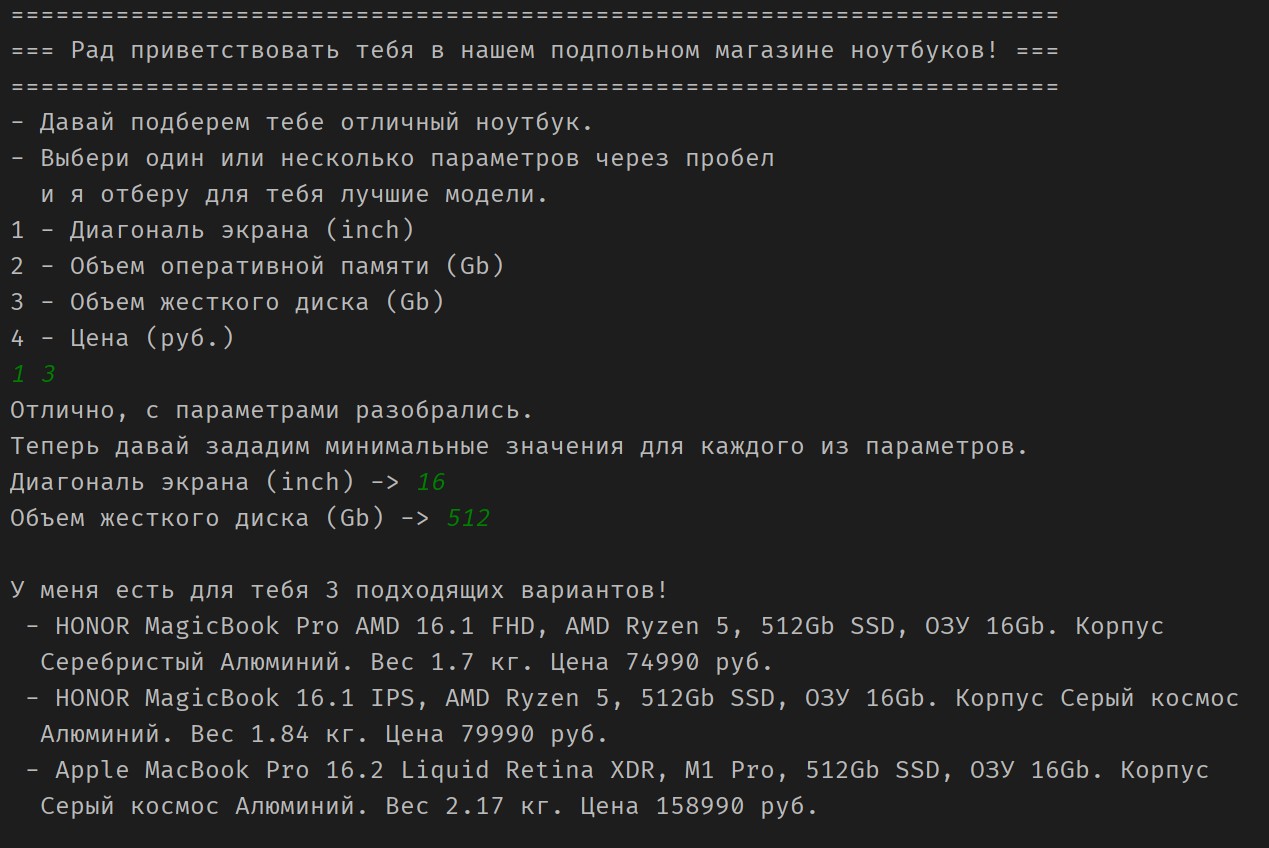 ======================================================================
=== Рад приветствовать тебя в нашем подпольном магазине ноутбуков! ===
======================================================================
- Давай подберем тебе отличный ноутбук.
- Выбери один или несколько параметров через пробел
  и я отберу для тебя лучшие модели.
1 - Диагональ экрана (inch)
2 - Объем оперативной памяти (Gb)
3 - Объем жесткого диска (Gb)
4 - Цена (руб.)
1 3
Отлично, с параметрами разобрались.
Теперь давай зададим минимальные значения для каждого из параметров.
Диагональ экрана (inch) -> 16
Объем жесткого диска (Gb) -> 512

У меня есть для тебя 3 подходящих вариантов!
 - HONOR MagicBook Pro AMD 16.1 FHD, AMD Ryzen 5, 512Gb SSD, ОЗУ 16Gb. Корпус
  Серебристый Алюминий. Вес 1.7 кг. Цена 74990 руб.
 - HONOR MagicBook 16.1 IPS, AMD Ryzen 5, 512Gb SSD, ОЗУ 16Gb. Корпус Серый космос
  Алюминий. Вес 1.84 кг. Цена 79990 руб.
 - Apple MacBook Pro 16.2 Liquid Retina XDR, M1 Pro, 512Gb SSD, ОЗУ 16Gb. Корпус
  Серый космос Алюминий. Вес 2.17 кг. Цена 158990 руб.